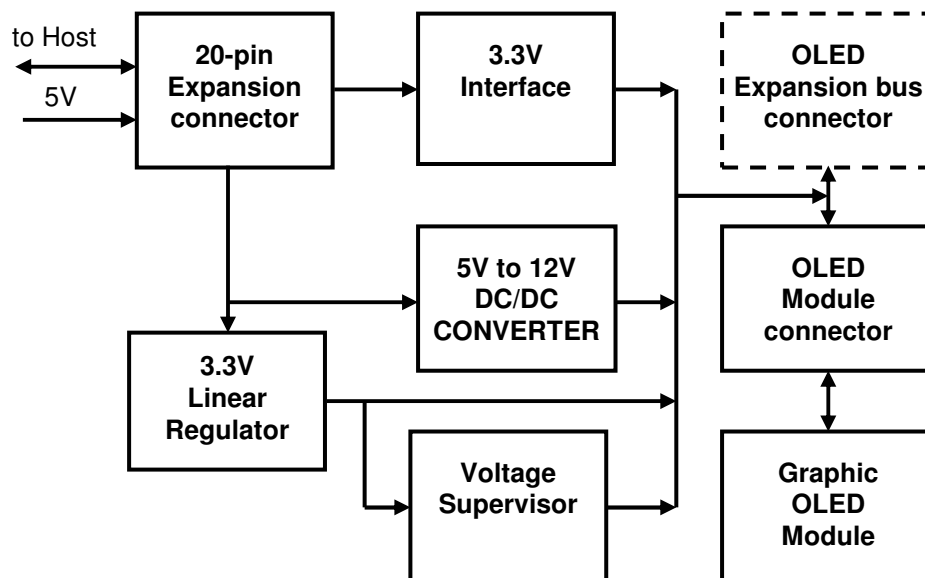 to Host
5V
20-pin
Expansion
connector
3.3V
Interface
OLED
Expansion bus
connector
5V to 12V
DC/DC
CONVERTER
OLED
Module
connector
3.3V
Linear
Regulator
Voltage
Supervisor
Graphic
OLED
Module